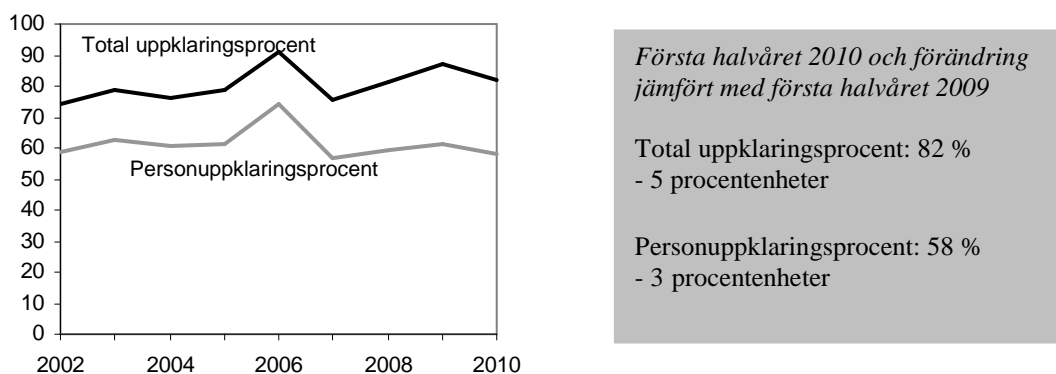 100
90
80
70
60
50
40
30
20
10
0
Total uppklaringsprocent
Personuppklaringsprocent
2002 2004 2006 2008 2010
Första halvåret 2010 och förändring
jämfört med första halvåret 2009
Total uppklaringsprocent: 82 %
- 5 procentenheter
Personuppklaringsprocent: 58 %
- 3 procentenheter